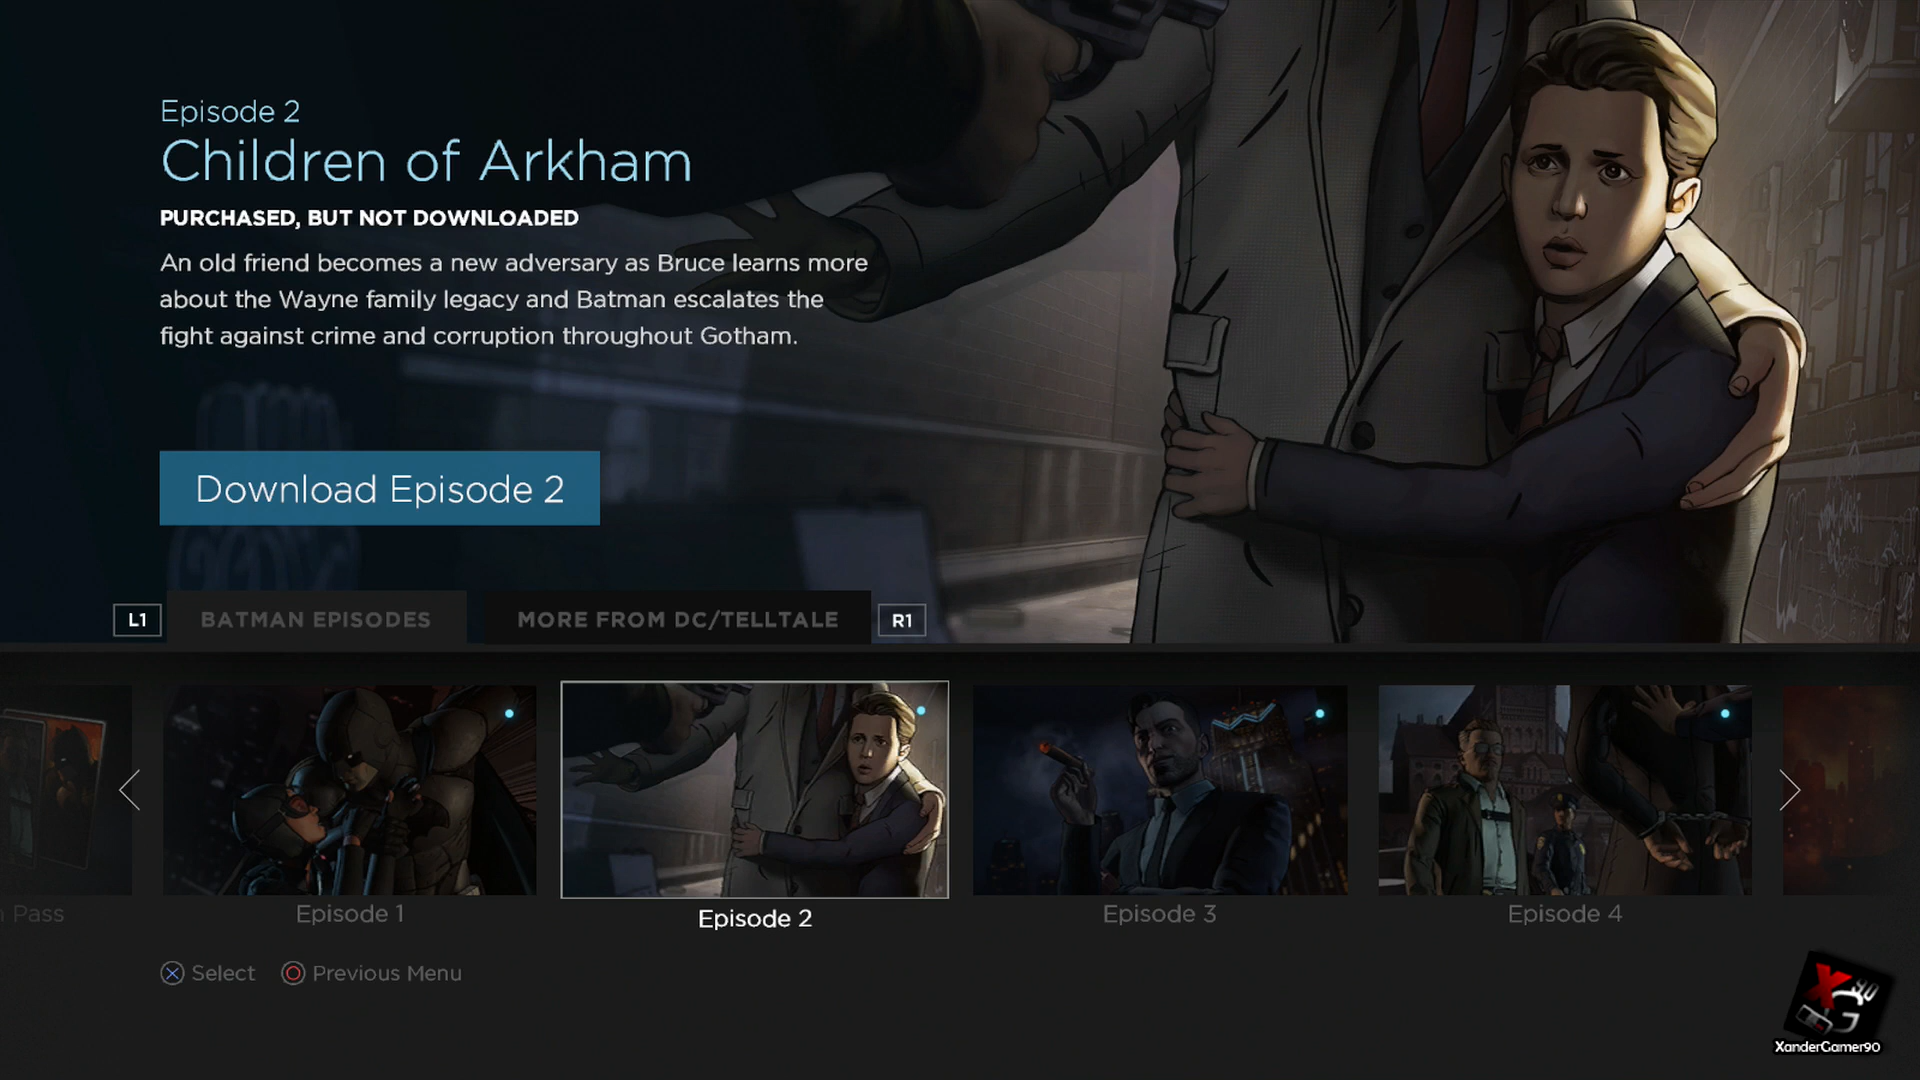 Episode 2
Children of Arkham
PURCHASED, BUT NOT DOWNLOADED
An old friend becomes a new adversary as Bruce learns more
about the Wayne family legacy and Batman escalates the
fight against crime and corruption throughout Gotham.
Download Episode 2
L1 BATMAN EPISODES MORE FROM DC/TELLTALE R1
Pass Episode 1 Episode 2 Episode 3 Episode 4
Select Previous Menu
XanderGamer90